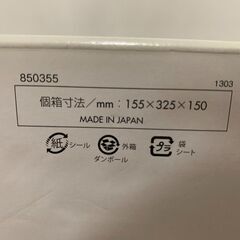 850355
1303
個箱寸法／mm：155×325×150
MADE IN JAPAN
紙 シール
外箱 ダンボール
プラ 袋 シート